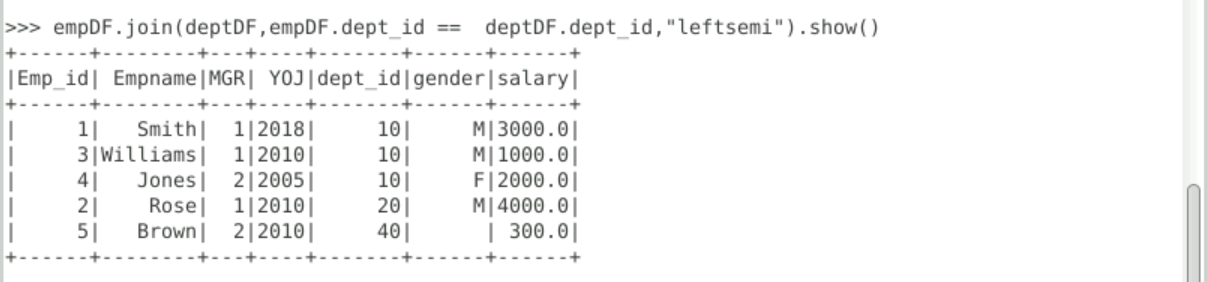 >>> empDF.join(deptDF,empDF.dept_id ==  deptDF.dept_id,"leftsemi").show()
+------+--------+---+----+-------+------+------+
|Emp_id| Empname|MGR| YOJ|dept_id|gender|salary|
+------+--------+---+----+-------+------+------+
|     1|   Smith|  1|2018|     10|     M|3000.0|
|     3|Williams|  1|2010|     10|     M|1000.0|
|     4|   Jones|  2|2005|     10|     F|2000.0|
|     2|    Rose|  1|2010|     20|     M|4000.0|
|     5|   Brown|  2|2010|     40|      | 300.0|
+------+--------+---+----+-------+------+------+